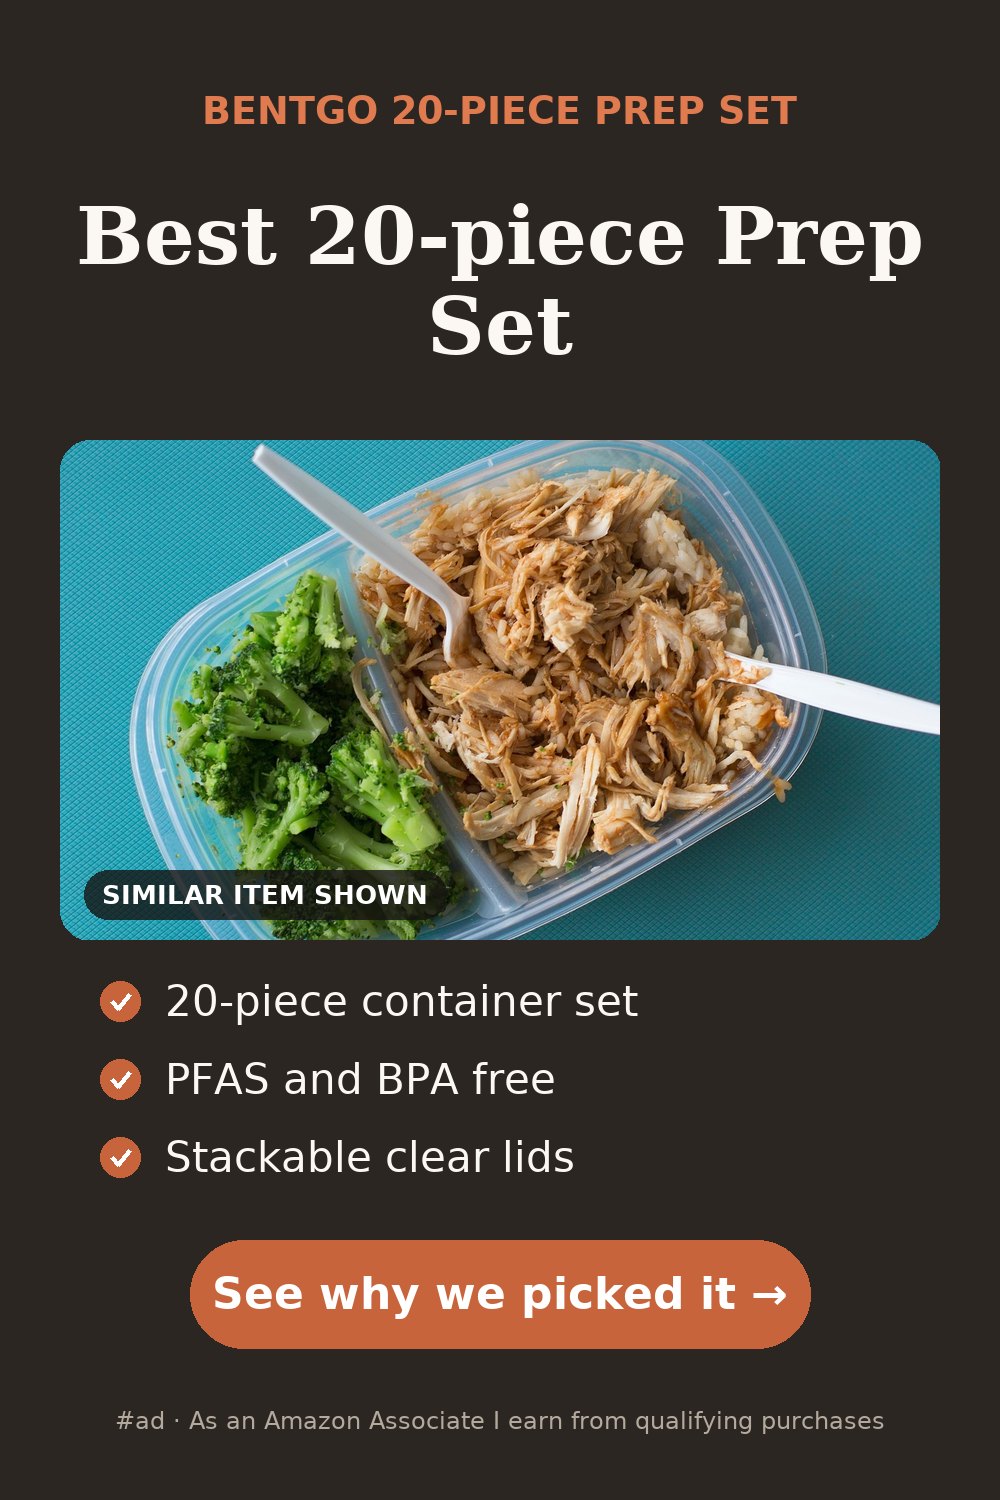 BENTGO 20-PIECE PREP SET
Best 20-piece Prep
Set
SIMILAR ITEM SHOWN
20-piece container set
PFAS and BPA free
Stackable clear lids
See why we picked it →
#ad · As an Amazon Associate I earn from qualifying purchases